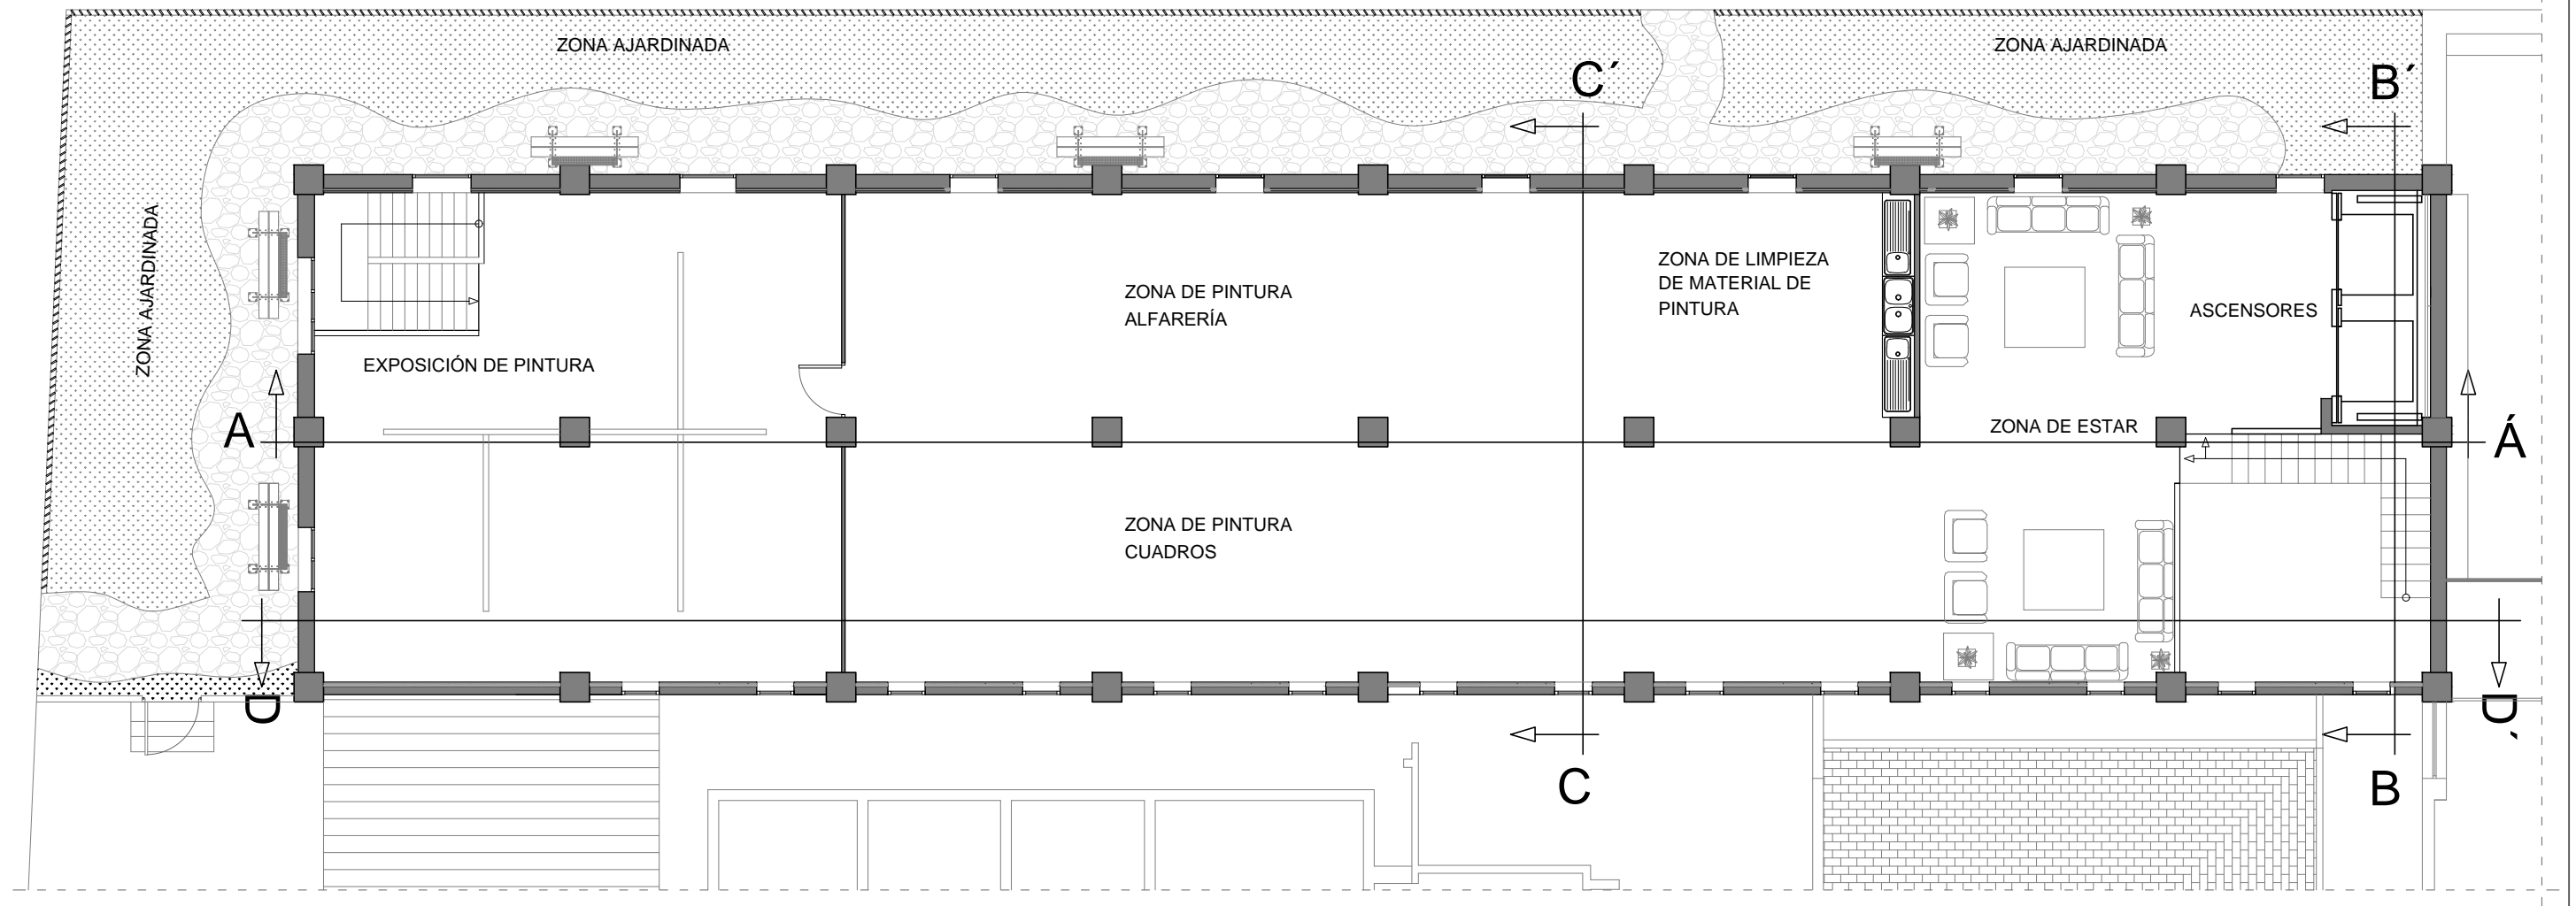 ZONA AJARDINADA
ZONA AJARDINADA
C´
B´
ZONA AJARDINADA
ZONA DE LIMPIEZA
DE MATERIAL DE
PINTURA
ZONA DE PINTURA
ALFARERÍA
ASCENSORES
EXPOSICIÓN DE PINTURA
A
ZONA DE ESTAR
Á
ZONA DE PINTURA
CUADROS
D
D´
C
B